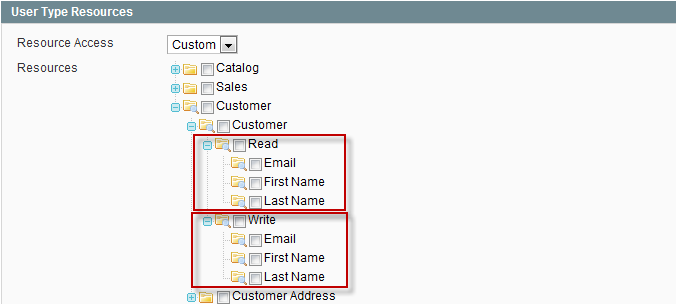 User Type Resources
Resource Access Custom
Resources
Catalog
Sales
Customer
Customer
Read
Email
First Name
Last Name
Write
Email
First Name
Last Name
Customer Address